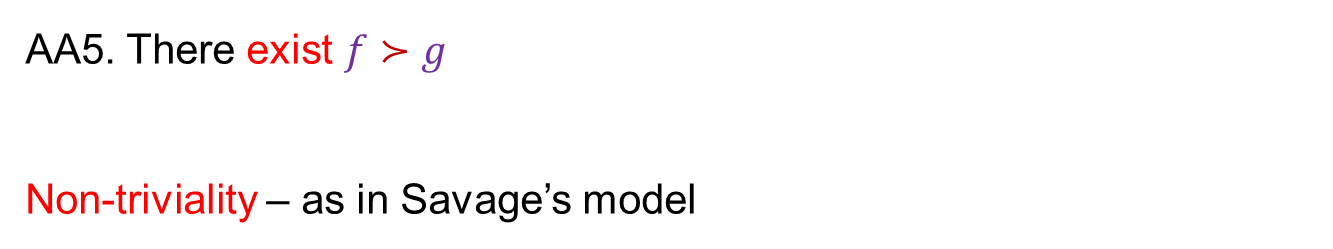 AA5. There exist 𝑓 ≻ 𝑔
Non-triviality – as in Savage’s model